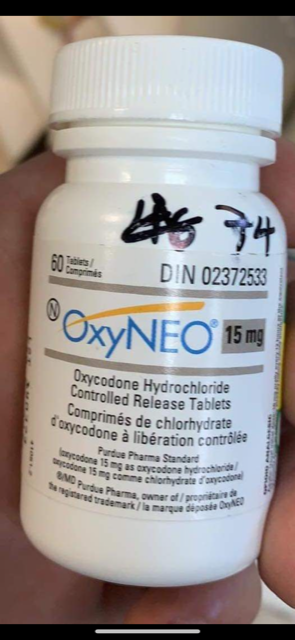 74
60 Tablets / Comprimés
DIN 02372533
N OxyNEO® 15 mg
Oxycodone Hydrochloride
Controlled Release Tablets
Comprimés de chlorhydrate
d'oxycodone à libération contrôlée
Purdue Pharma Standard
(oxycodone 15 mg as oxycodone hydrochloride /
oxycodone 15 mg comme chlorhydrate d'oxycodone)
®/MD Purdue Pharma, owner of / propriétaire de
the registered trademark / la marque déposée OxyNEO